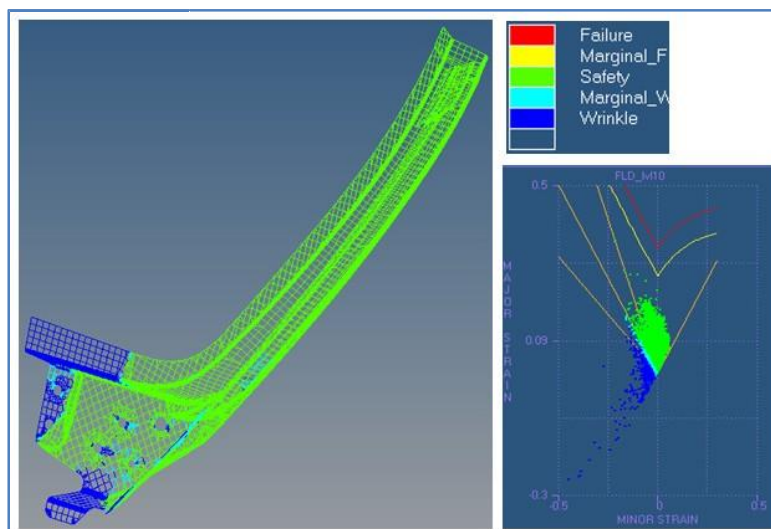 Failure
Marginal_F
Safety
Marginal_W
Wrinkle
FLD_lvl10
0.5
MAJOR STRAIN
0.09
-0.3
-0.5
0
0.5
MINOR STRAIN